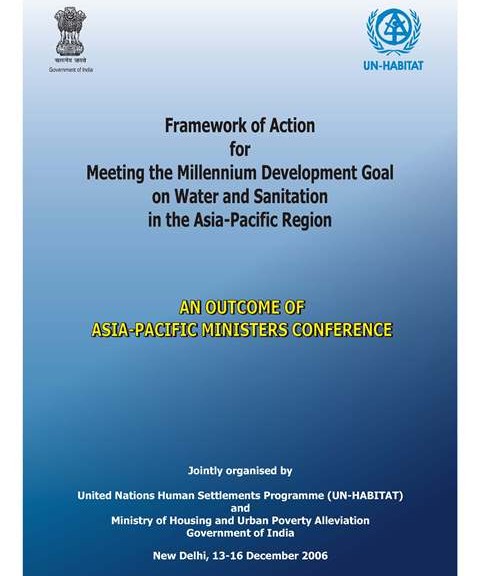 सत्यमेव जयते
Government of India
UN-HABITAT
Framework of Action
for
Meeting the Millennium Development Goal
on Water and Sanitation
in the Asia-Pacific Region
AN OUTCOME OF
ASIA-PACIFIC MINISTERS CONFERENCE
Jointly organised by
United Nations Human Settlements Programme (UN-HABITAT)
and
Ministry of Housing and Urban Poverty Alleviation
Government of India
New Delhi, 13-16 December 2006